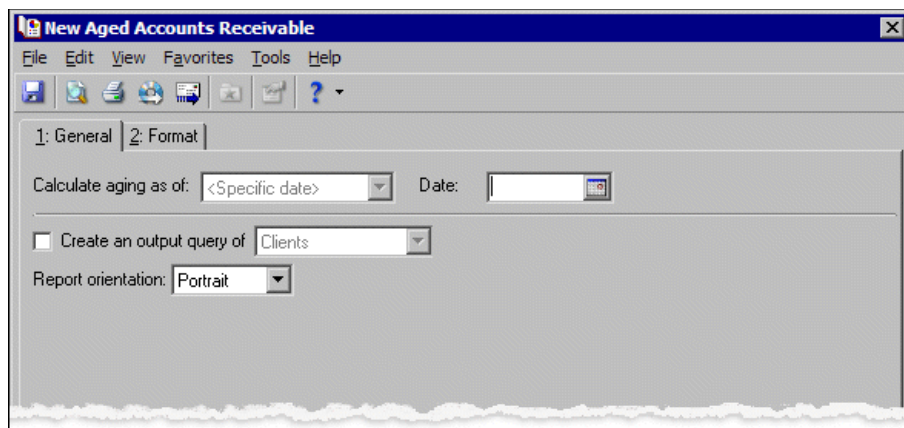 New Aged Accounts Receivable
File Edit View Favorites Tools Help
1: General 2: Format
Calculate aging as of: <Specific date> Date:
Create an output query of Clients
Report orientation: Portrait